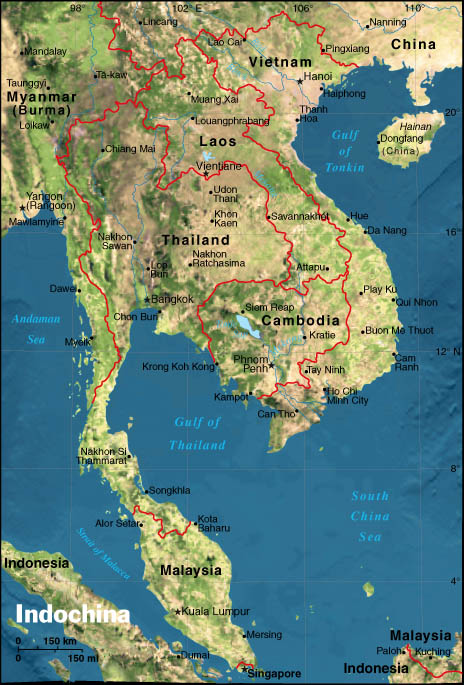 98°
102°E
106°
110°
Lincang
Nanning
Lao Cai
Pingxiang
China
Mandalay
Vietnam
Taunggyi
Ta-kaw
Hanoi
Haiphong
Myanmar
(Burma)
Muang Xai
20°
Loikaw
Louangphrabang
Thanh
Hoa
Hainan
Dongfang
(China)
Gulf
of
Tonkin
Chiang Mai
Laos
Vientiane
Yangon
(Rangoon)
Udon
Thani
Mawlamyine
Khon
Kaen
Savannakhet
Hue
Da Nang
16°
Nakhon
Sawan
Thailand
Nakhon
Ratchasima
Lop
Buri
Attapu
Dawei
Bangkok
Play Ku
Qui Nhon
Chon Buri
Siem Reap
Cambodia
Andaman
Sea
Myeik
Kratie
Buon Me Thuot
12°N
Krong Koh Kong
Phnom
Penh
Tay Ninh
Cam
Ranh
Kampot
Ho Chi
Minh City
Can Tho
Gulf of
Thailand
Nakhon Si
Thammarat
8°
Songkhla
South
China
Sea
Alor Setar
Kota
Baharu
Strait of Malacca
Indonesia
Malaysia
4°
Indochina
Kuala Lumpur
0 150 km
0 150 mi
Mersing
Malaysia
Paloh
Kuching
Dumai
Singapore
Indonesia